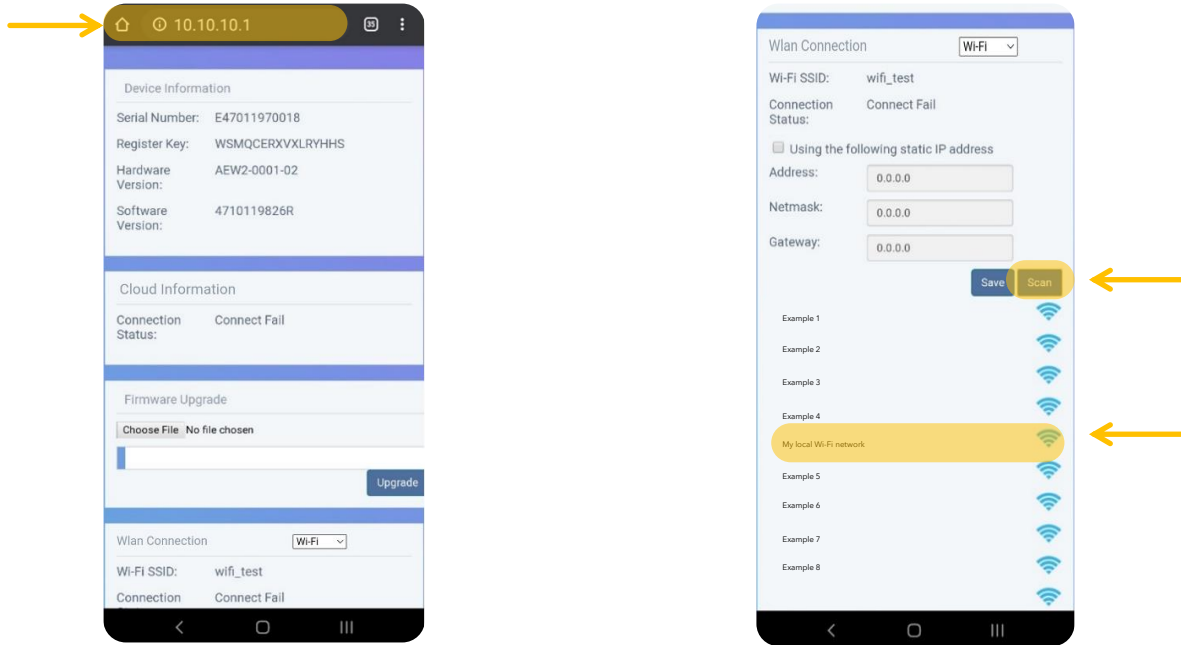 10.10.10.1
35
Device Information
Serial Number: E47011970018
Register Key: WSMQCERXVXLRYHHS
Hardware AEW2-0001-02
Version:
Software 4710119826R
Version:
Cloud Information
Connection Connect Fail
Status:
Firmware Upgrade
Choose File No file chosen
Upgrade
Wlan Connection Wi-Fi
Wi-Fi SSID: wifi_test
Connection Connect Fail
Wlan Connection Wi-Fi
Wi-Fi SSID: wifi_test
Connection Connect Fail
Status:
Using the following static IP address
Address: 0.0.0.0
Netmask: 0.0.0.0
Gateway: 0.0.0.0
Save Scan
Example 1
Example 2
Example 3
Example 4
My local Wi-Fi network
Example 5
Example 6
Example 7
Example 8